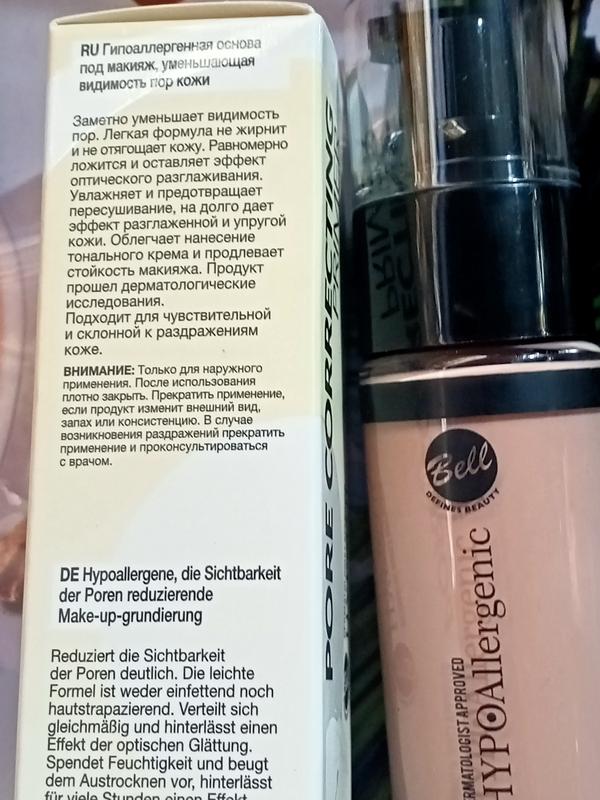 RU Гипоаллергенная основа
под макияж, уменьшающая
видимость пор кожи
Заметно уменьшает видимость
пор. Легкая формула не жирнит
и не отягощает кожу. Равномерно
ложится и оставляет эффект
оптического разглаживания.
Увлажняет и предотвращает
пересушивание, на долго дает
эффект разглаженной и упругой
кожи. Облегчает нанесение
тонального крема и продлевает
стойкость макияжа. Продукт
прошел дерматологические
исследования.
Подходит для чувствительной
и склонной к раздражениям
коже.
ВНИМАНИЕ: Только для наружного
применения. После использования
плотно закрыть. Прекратить применение,
если продукт изменит внешний вид,
запах или консистенцию. В случае
возникновения раздражений прекратить
применение и проконсультироваться
с врачом.
DE Hypoallergene, die Sichtbarkeit
der Poren reduzierende
Make-up-grundierung
Reduziert die Sichtbarkeit
der Poren deutlich. Die leichte
Formel ist weder einfettend noch
hautstrapazierend. Verteilt sich
gleichmäßig und hinterlässt einen
Effekt der optischen Glättung.
Spendet Feuchtigkeit und beugt
dem Austrocknen vor, hinterlässt
für viele Stunden einen Effekt
PORE CORRECTING
Bell
DEFINES BEAUTY
HYPOAllergenic